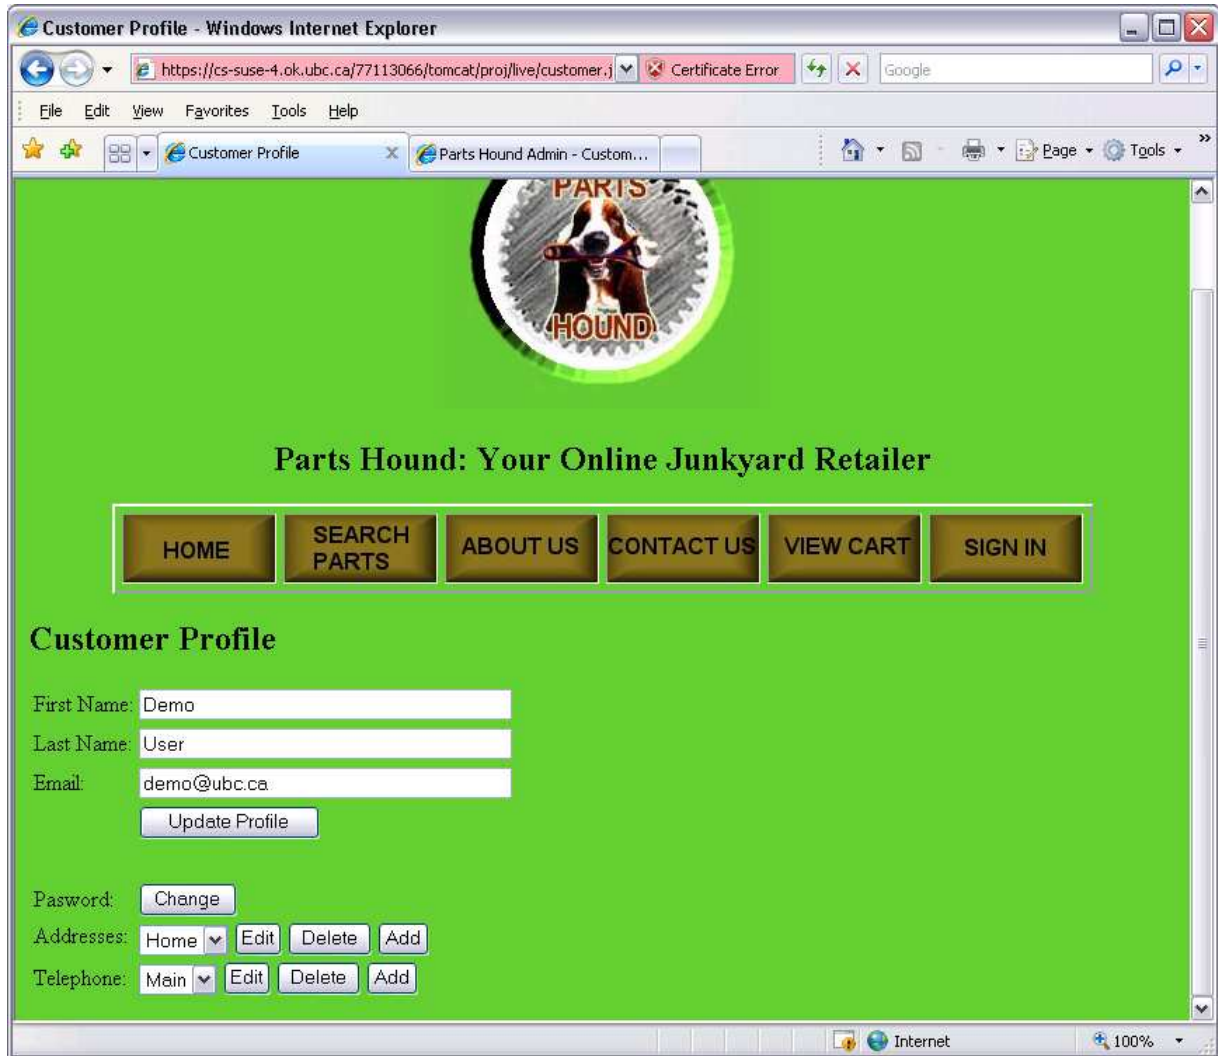 Customer Profile - Windows Internet Explorer
https://cs-suse-4.ok.ubc.ca/77113066/tomcat/proj/live/customer.j Certificate Error Google
File Edit View Favorites Tools Help
Customer Profile Parts Hound Admin - Custom... Page Tools
PARTS
HOUND
Parts Hound: Your Online Junkyard Retailer
HOME SEARCH PARTS ABOUT US CONTACT US VIEW CART SIGN IN
Customer Profile
First Name: Demo
Last Name: User
Email: demo@ubc.ca
Update Profile
Pasword: Change
Addresses: Home Edit Delete Add
Telephone: Main Edit Delete Add
Internet 100%